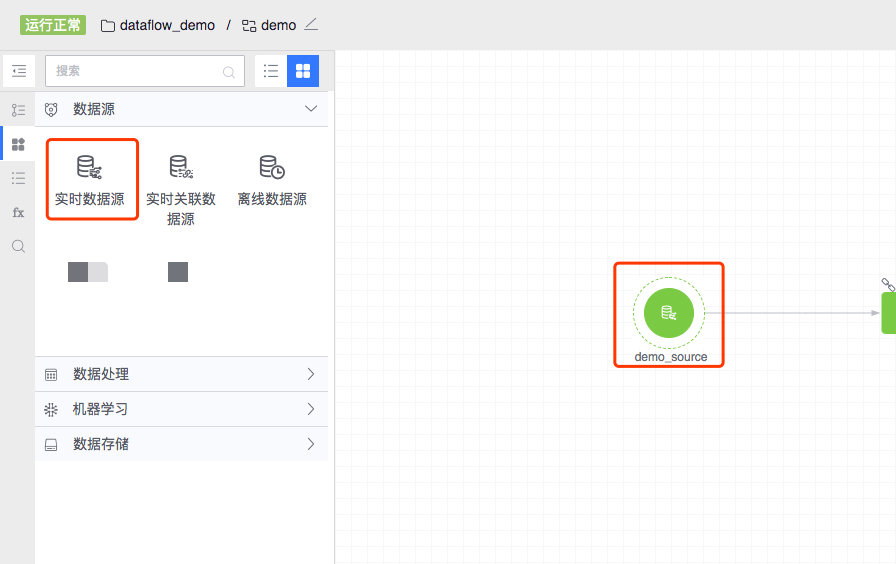 运行正常 dataflow_demo / demo
搜索
数据源
实时数据源
实时关联数
据源
离线数据源
fx
demo_source
数据处理
机器学习
数据存储